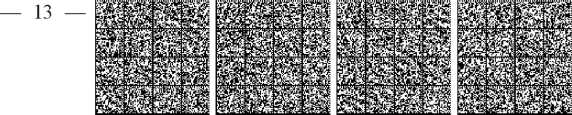 — 13 —